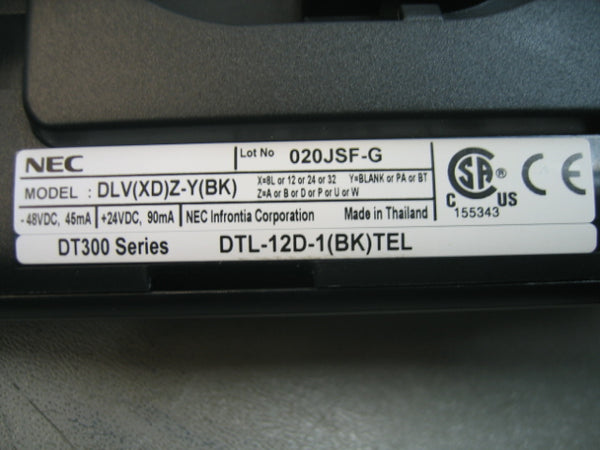 NEC Lot No 020JSF-G
MODEL : DLV(XD)Z-Y(BK) X=8L or 12 or 24 or 32 Y=BLANK or PA or BT
Z=A or B or D or P or U or W
- 48VDC, 45mA +24VDC, 90mA NEC Infrontia Corporation Made in Thailand
SA ® CE
C US
155343
DT300 Series DTL-12D-1(BK)TEL